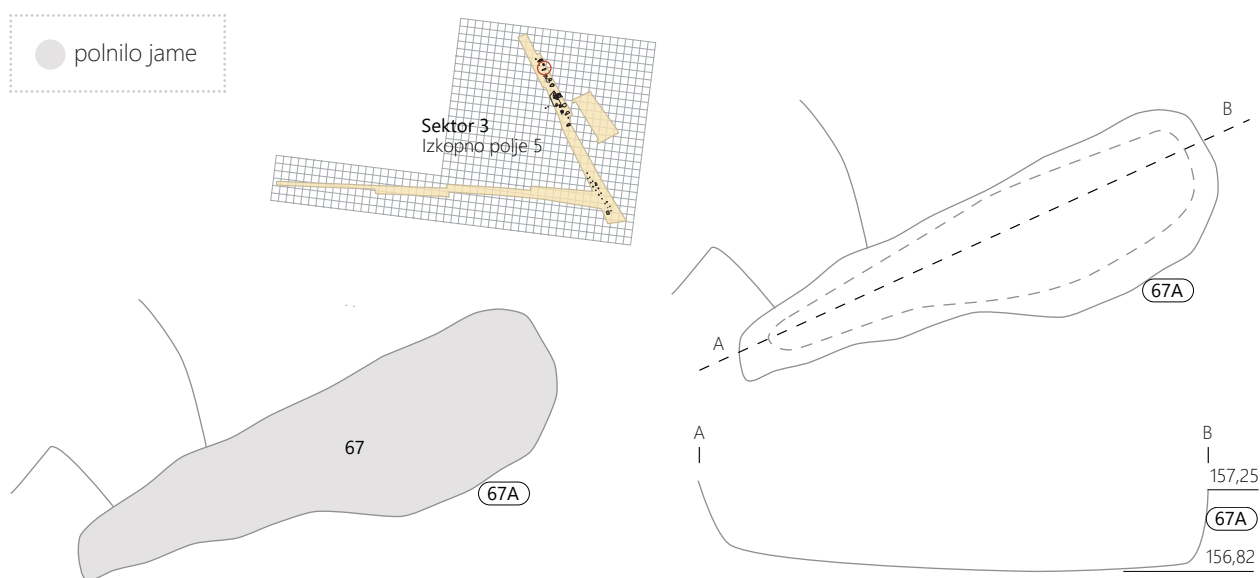 polnilo jame
Sektor 3
Izkopno polje 5
B
A
67A
67
67A
A
B
157,25
67A
156,82